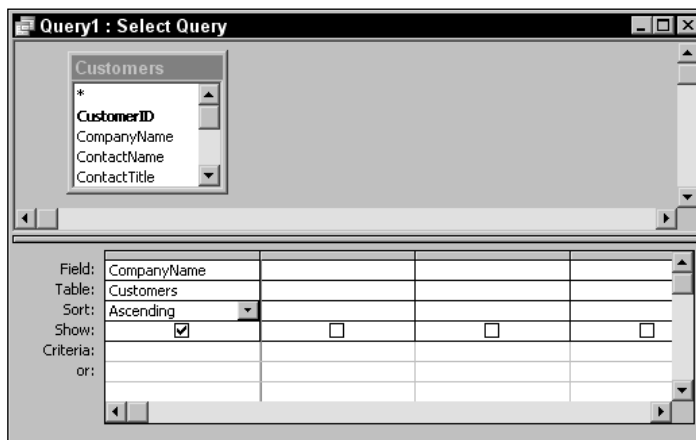 Query1 : Select Query
Customers
*
CustomerID
CompanyName
ContactName
ContactTitle
Field: CompanyName
Table: Customers
Sort: Ascending
Show:
Criteria:
or: